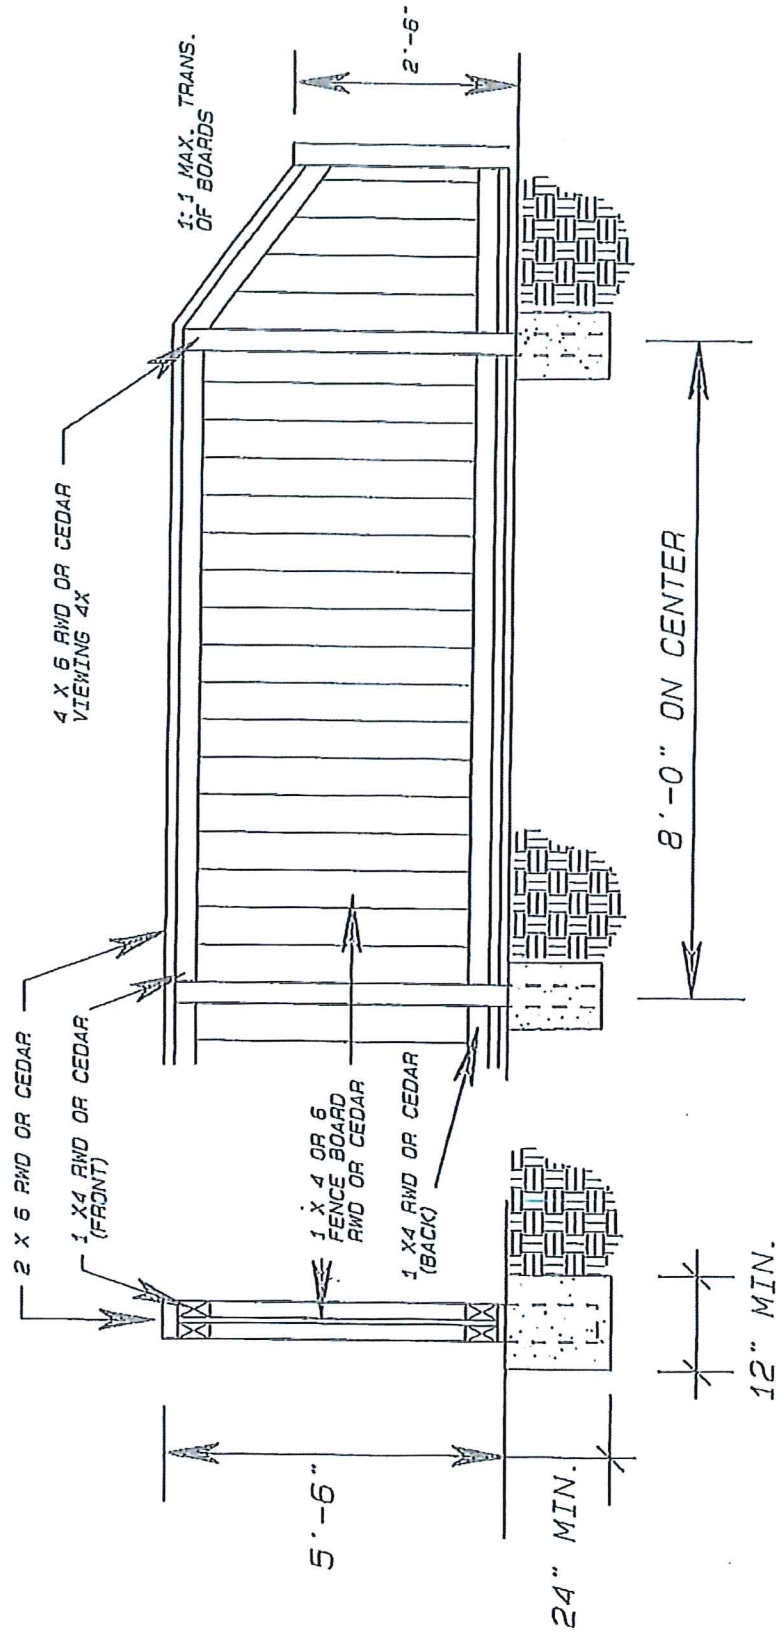 2 X 6 RWD OR CEDAR
1 X4 RWD OR CEDAR
(FRONT)
4 X 6 RWD OR CEDAR
VIEWING 4X
1:1 MAX. TRANS.
OF BOARDS
2'-6"
1 X 4 OR 6
FENCE BOARD
RWD OR CEDAR
1 X4 RWD OR CEDAR
(BACK)
5'-6"
24" MIN.
12" MIN.
8'-0" ON CENTER